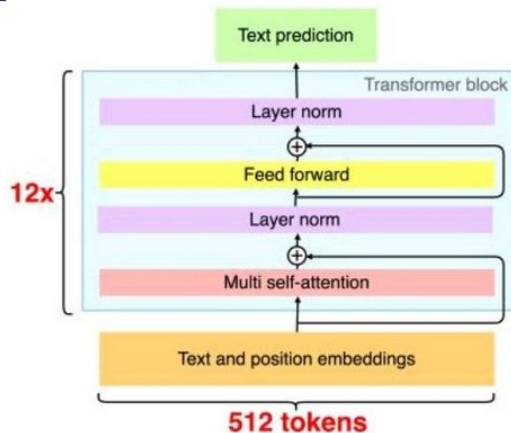 Text prediction
Transformer block
Layer norm
Feed forward
12x
Layer norm
Multi self-attention
Text and position embeddings
512 tokens